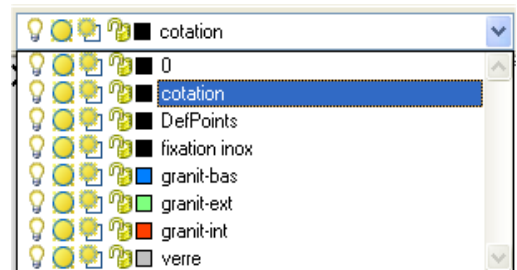 cotation
0
cotation
DefPoints
fixation inox
granit-bas
granit-ext
granit-int
verre